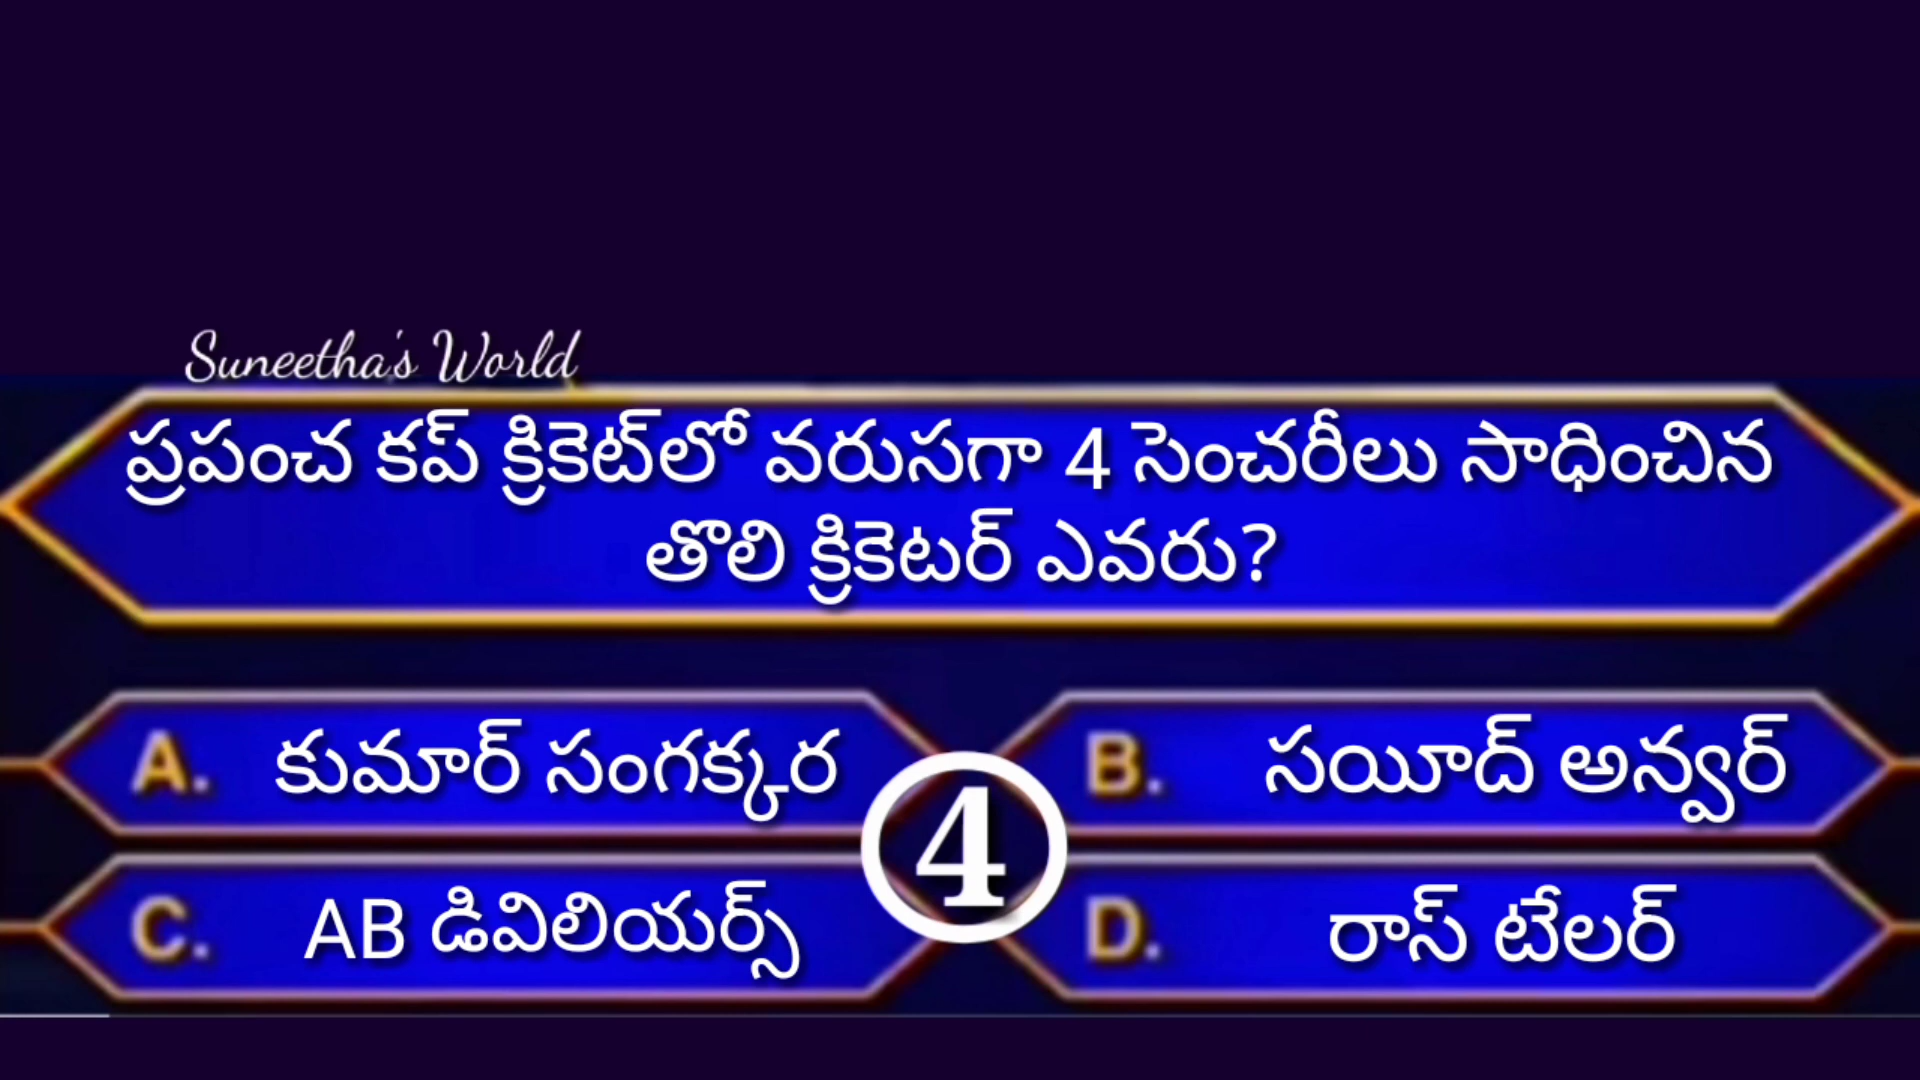 Suneetha's World
ప్రపంచ కప్ క్రికెట్‌లో వరుసగా 4 సెంచరీలు సాధించిన
తొలి క్రికెటర్ ఎవరు?
A. కుమార్ సంగక్కర
B. సయీద్ అన్వర్
4
C. AB డివిలియర్స్
D. రాస్ టేలర్